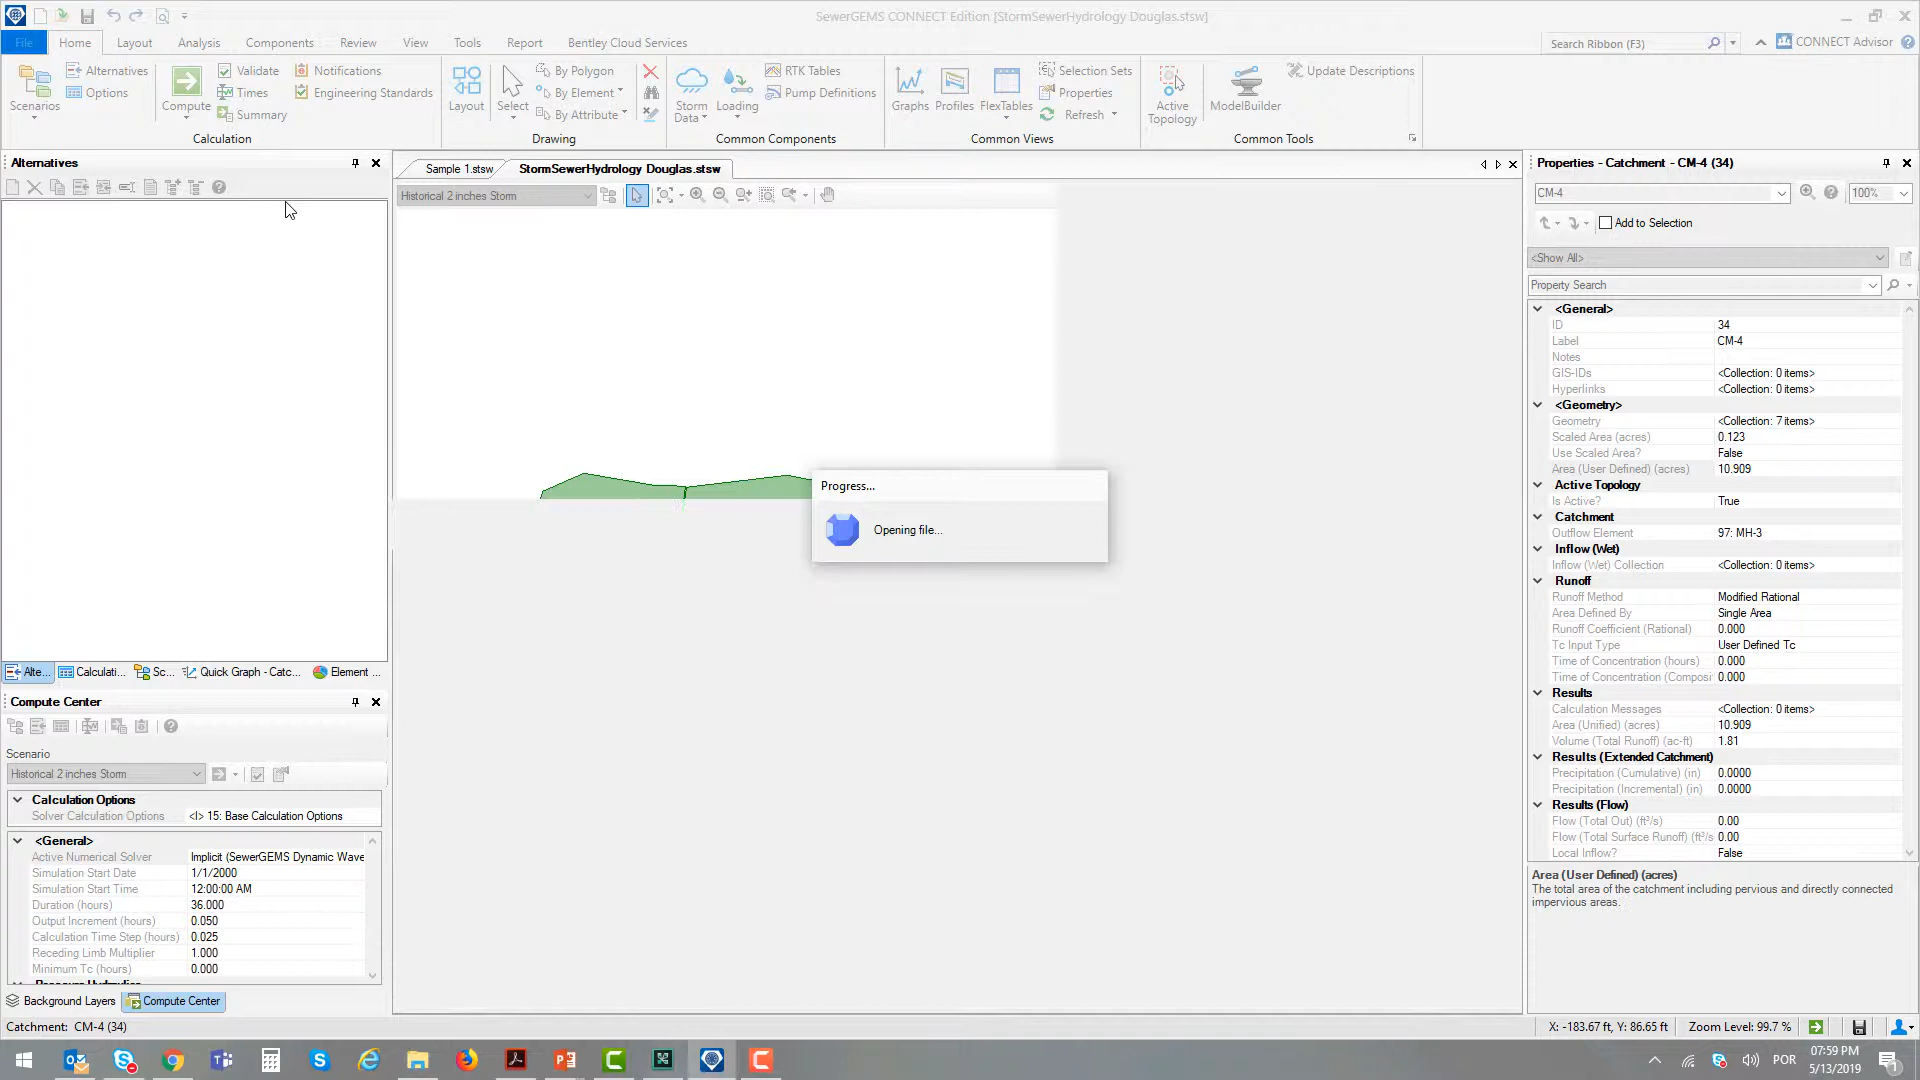 SewerGEMS CONNECT Edition [StormSewerHydrology Douglas.stsw]
File Home Layout Analysis Components Review View Tools Report Bentley Cloud Services
Search Ribbon (F3) CONNECT Advisor
Scenarios
Alternatives
Options
Compute
Validate
Times
Summary
Notifications
Engineering Standards
Calculation
Layout
Select
By Polygon
By Element
By Attribute
Drawing
Storm
Data
Loading
RTK Tables
Pump Definitions
Common Components
Graphs
Profiles
FlexTables
Selection Sets
Properties
Refresh
Common Views
Active
Topology
ModelBuilder
Update Descriptions
Common Tools
Alternatives
Alte...
Calculati...
Sc...
Quick Graph - Catc...
Element ...
Compute Center
Scenario
Historical 2 inches Storm
Calculation Options
Solver Calculation Options <I> 15: Base Calculation Options
<General>
Active Numerical Solver Implicit (SewerGEMS Dynamic Wave
Simulation Start Date 1/1/2000
Simulation Start Time 12:00:00 AM
Duration (hours) 36.000
Output Increment (hours) 0.050
Calculation Time Step (hours) 0.025
Receding Limb Multiplier 1.000
Minimum Tc (hours) 0.000
Background Layers Compute Center
Sample 1.stsw StormSewerHydrology Douglas.stsw
Historical 2 inches Storm
Progress...
Opening file...
Properties - Catchment - CM-4 (34)
CM-4 100%
Add to Selection
<Show All>
Property Search
<General>
ID 34
Label CM-4
Notes
GIS-IDs <Collection: 0 items>
Hyperlinks <Collection: 0 items>
<Geometry>
Geometry <Collection: 7 items>
Scaled Area (acres) 0.123
Use Scaled Area? False
Area (User Defined) (acres) 10.909
Active Topology
Is Active? True
Catchment
Outflow Element 97: MH-3
Inflow (Wet)
Inflow (Wet) Collection <Collection: 0 items>
Runoff
Runoff Method Modified Rational
Area Defined By Single Area
Runoff Coefficient (Rational) 0.000
Tc Input Type User Defined Tc
Time of Concentration (hours) 0.000
Time of Concentration (Composi 0.000
Results
Calculation Messages <Collection: 0 items>
Area (Unified) (acres) 10.909
Volume (Total Runoff) (ac-ft) 1.81
Results (Extended Catchment)
Precipitation (Cumulative) (in) 0.0000
Precipitation (Incremental) (in) 0.0000
Results (Flow)
Flow (Total Out) (ft³/s) 0.00
Flow (Total Surface Runoff) (ft³/s 0.00
Local Inflow? False
Area (User Defined) (acres)
The total area of the catchment including pervious and directly connected
impervious areas.
Catchment: CM-4 (34)
X: -183.67 ft, Y: 86.65 ft Zoom Level: 99.7 %
POR
07:59 PM
5/13/2019
1